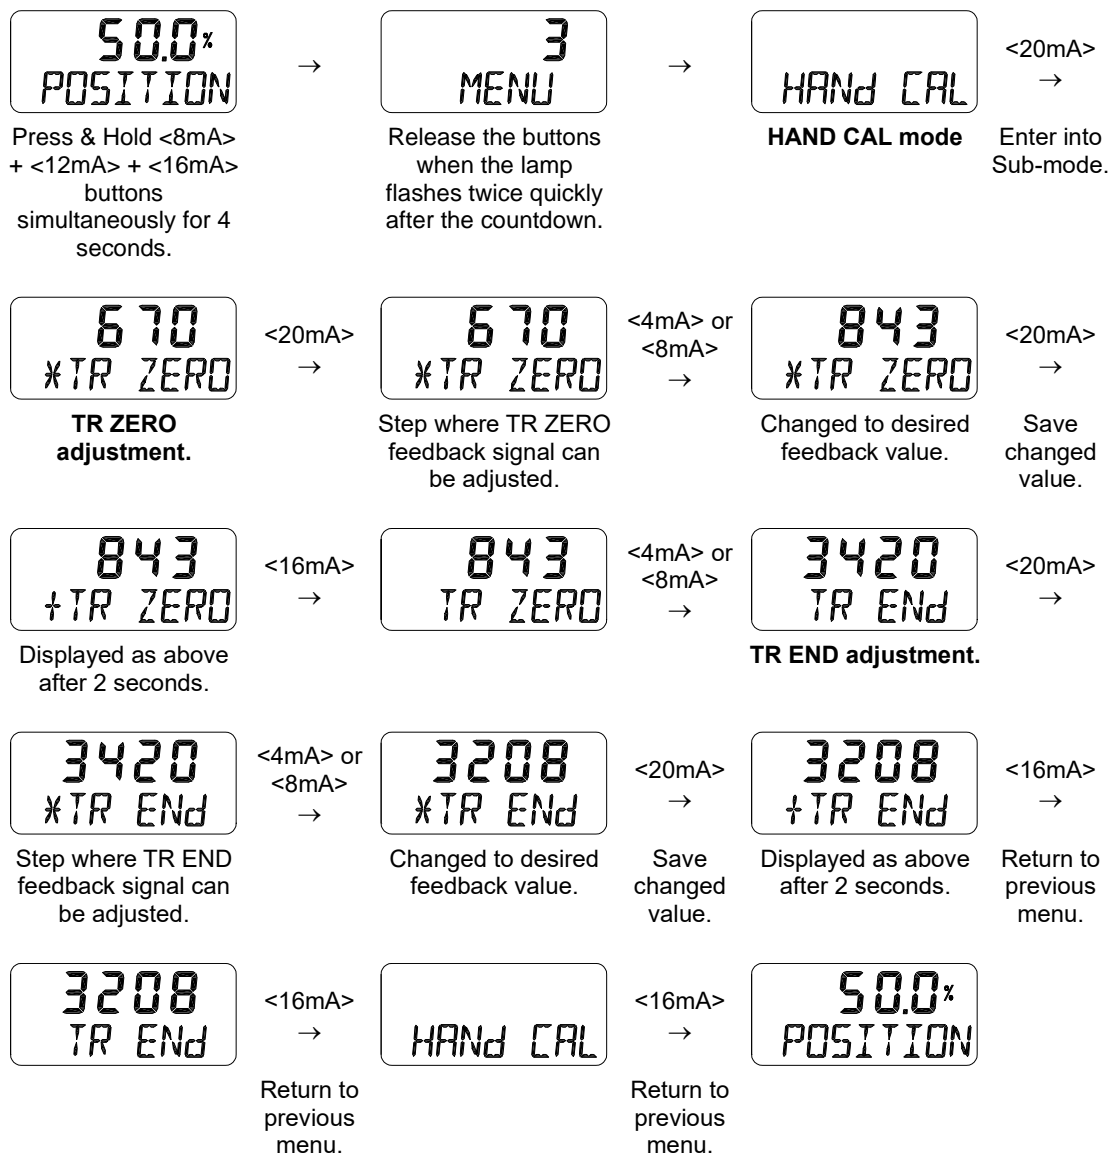 50.0%
POSITION
→
3
MENU
→
HANd CAL
<20mA>
→
Press & Hold <8mA>
+ <12mA> + <16mA>
buttons
simultaneously for 4
seconds.
Release the buttons
when the lamp
flashes twice quickly
after the countdown.
HAND CAL mode
Enter into
Sub-mode.
670
*TR ZERO
<20mA>
→
670
*TR ZERO
<4mA> or
<8mA>
→
843
*TR ZERO
<20mA>
→
TR ZERO
adjustment.
Step where TR ZERO
feedback signal can
be adjusted.
Changed to desired
feedback value.
Save
changed
value.
843
+TR ZERO
<16mA>
→
843
TR ZERO
<4mA> or
<8mA>
→
3420
TR ENd
<20mA>
→
Displayed as above
after 2 seconds.
TR END adjustment.
3420
*TR ENd
<4mA> or
<8mA>
→
3208
*TR ENd
<20mA>
→
3208
+TR ENd
<16mA>
→
Step where TR END
feedback signal can
be adjusted.
Changed to desired
feedback value.
Save
changed
value.
Displayed as above
after 2 seconds.
Return to
previous
menu.
3208
TR ENd
<16mA>
→
HANd CAL
<16mA>
→
50.0%
POSITION
Return to
previous
menu.
Return to
previous
menu.